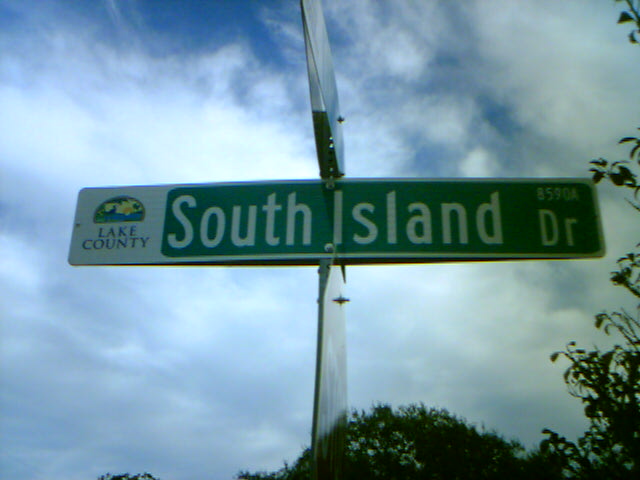 LAKE
COUNTY
South Island Dr
8590A